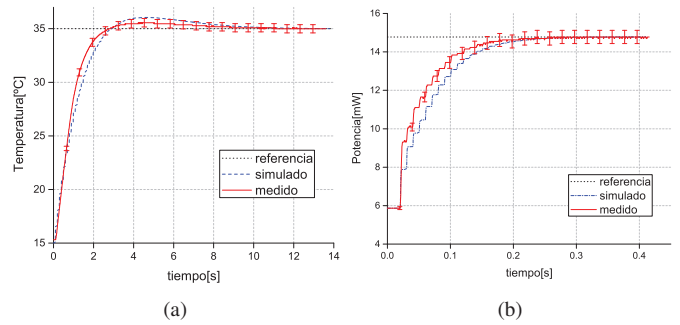 35
35
25
15
15
Temperatura[ºC]
0
2
4
6
8
10
12
14
tiempo[s]
referencia
simulado
medido
(a)
16
14
12
10
8
6
4
Potencia[mW]
0.0
0.1
0.2
0.3
0.4
tiempo[s]
referencia
simulado
medido
(b)